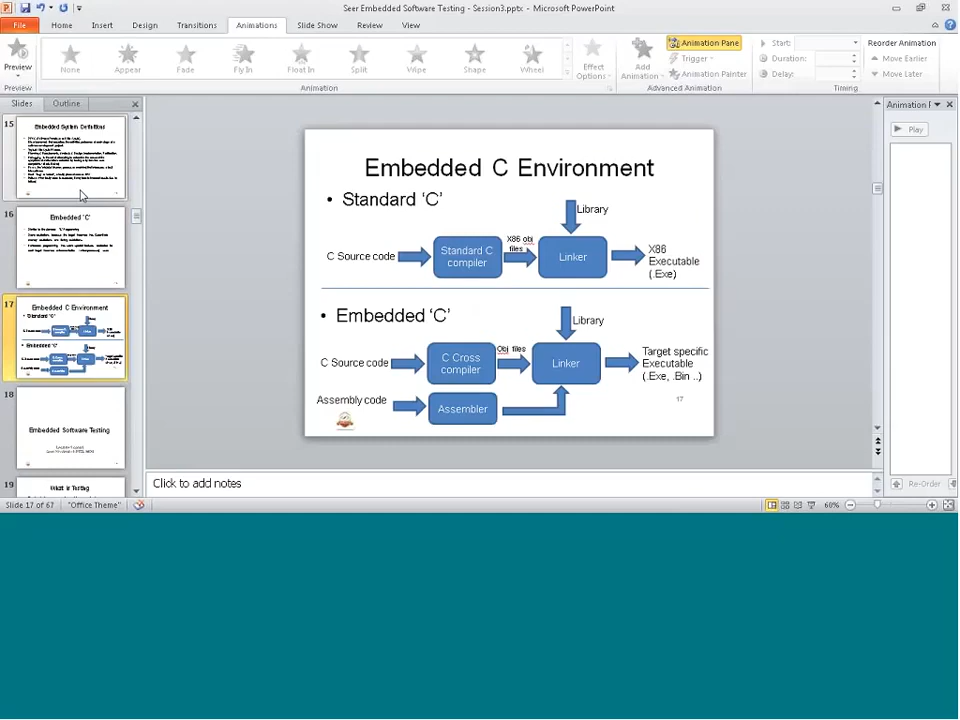 Seer Embedded Software Testing - Session3.pptx - Microsoft PowerPoint
File Home Insert Design Transitions Animations Slide Show Review View
Preview
None Appear Fade Fly In Float In Split Wipe Shape Wheel
Effect Options
Add Animation
Animation Pane
Trigger
Animation Painter
Start:
Duration:
Delay:
Reorder Animation
Move Earlier
Move Later
Preview Animation Advanced Animation Timing
Slides Outline
15
Embedded System Definitions
16
Embedded 'C'
17
Embedded C Environment
18
Embedded Software Testing
19
What is Testing
Embedded C Environment
• Standard 'C'
Library
C Source code
Standard C compiler
X86 obj files
Linker
X86 Executable (.Exe)
• Embedded 'C'
Library
C Source code
C Cross compiler
Obj files
Linker
Target specific Executable (.Exe, .Bin ..)
Assembly code
Assembler
17
Animation P
Play
Re-Order
Click to add notes
Slide 17 of 67 "Office Theme" 60%